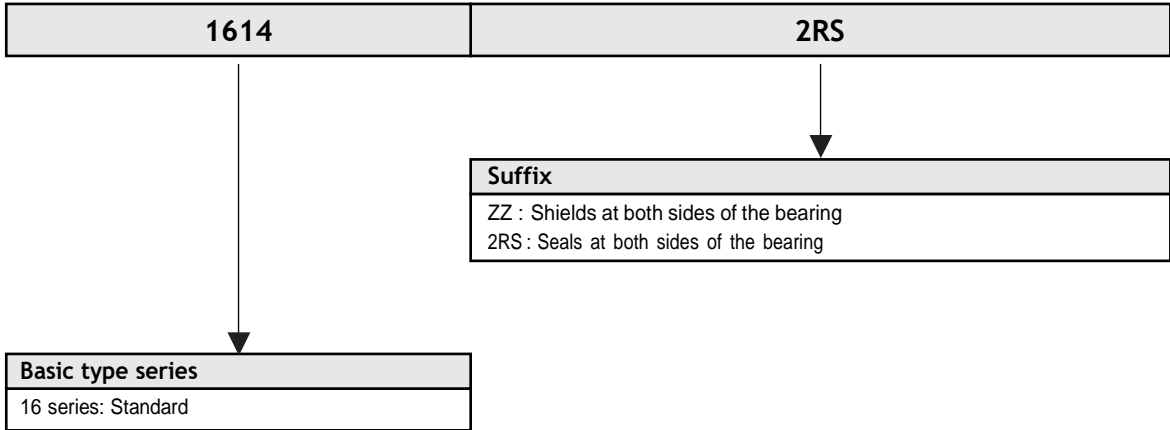 1614 2RS
Suffix
ZZ : Shields at both sides of the bearing
2RS : Seals at both sides of the bearing
Basic type series
16 series: Standard